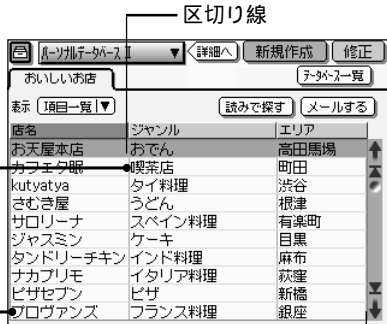 区切り線
パーソナルデータベースⅠ ▼ 詳細へ 新規作成 修正
おいしいお店 データベース一覧
表示 項目一覧 ▼ 読みで探す メールする
店名 ジャンル エリア
お天屋本店 おでん 高田馬場
カフェタ眠 喫茶店 町田
kutyatya タイ料理 渋谷
さむき屋 うどん 根津
サロリーナ スペイン料理 有楽町
ジャスミン ケーキ 目黒
タンドリーチキン インド料理 麻布
ナカプリモ イタリア料理 荻窪
ピザセブン ピザ 新橋
プロヴァンズ フランス料理 銀座